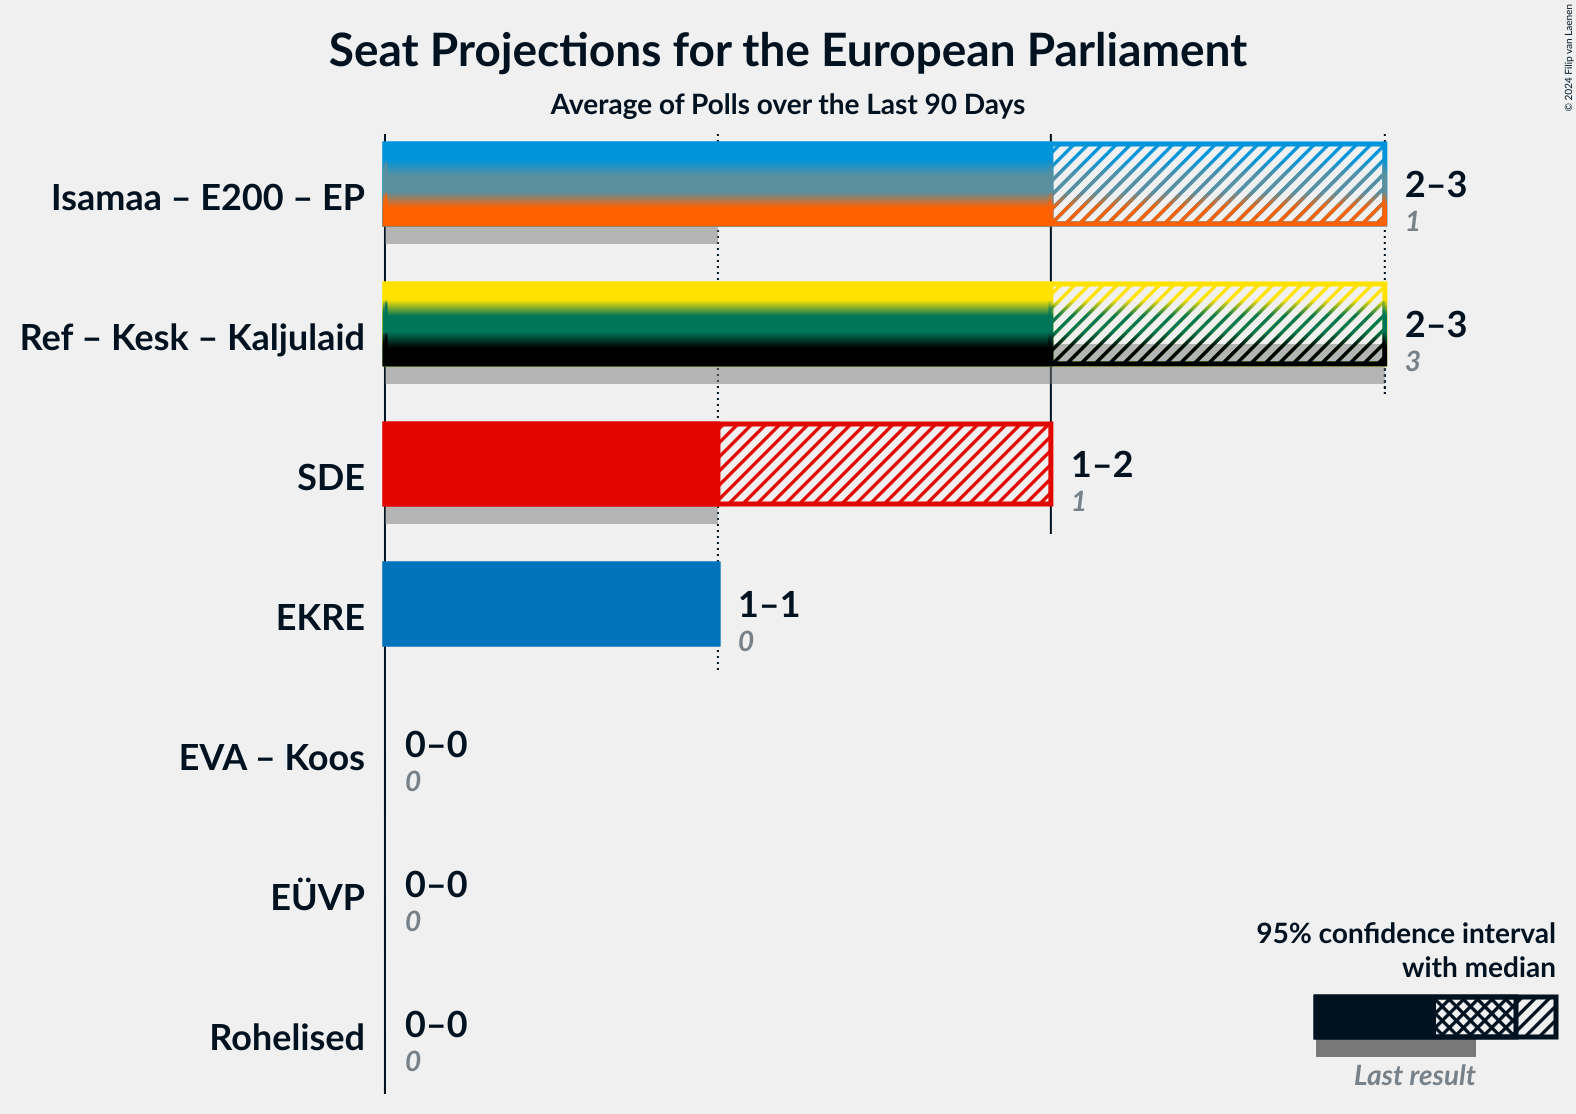 Seat Projections for the European Parliament
Average of Polls over the Last 90 Days
© 2024 Filip van Laenen
Isamaa – E200 – EP
2–3
1
Ref – Kesk – Kaljulaid
2–3
3
SDE
1–2
1
EKRE
1–1
0
EVA – Koos
0–0
0
EÜVP
0–0
0
Rohelised
0–0
0
95% confidence interval
with median
Last result